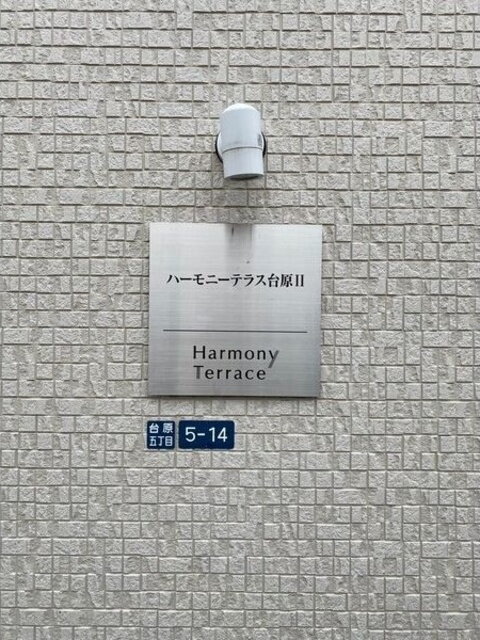 ハーモニーテラス台原II
Harmony
Terrace
台原
五丁目
5-14